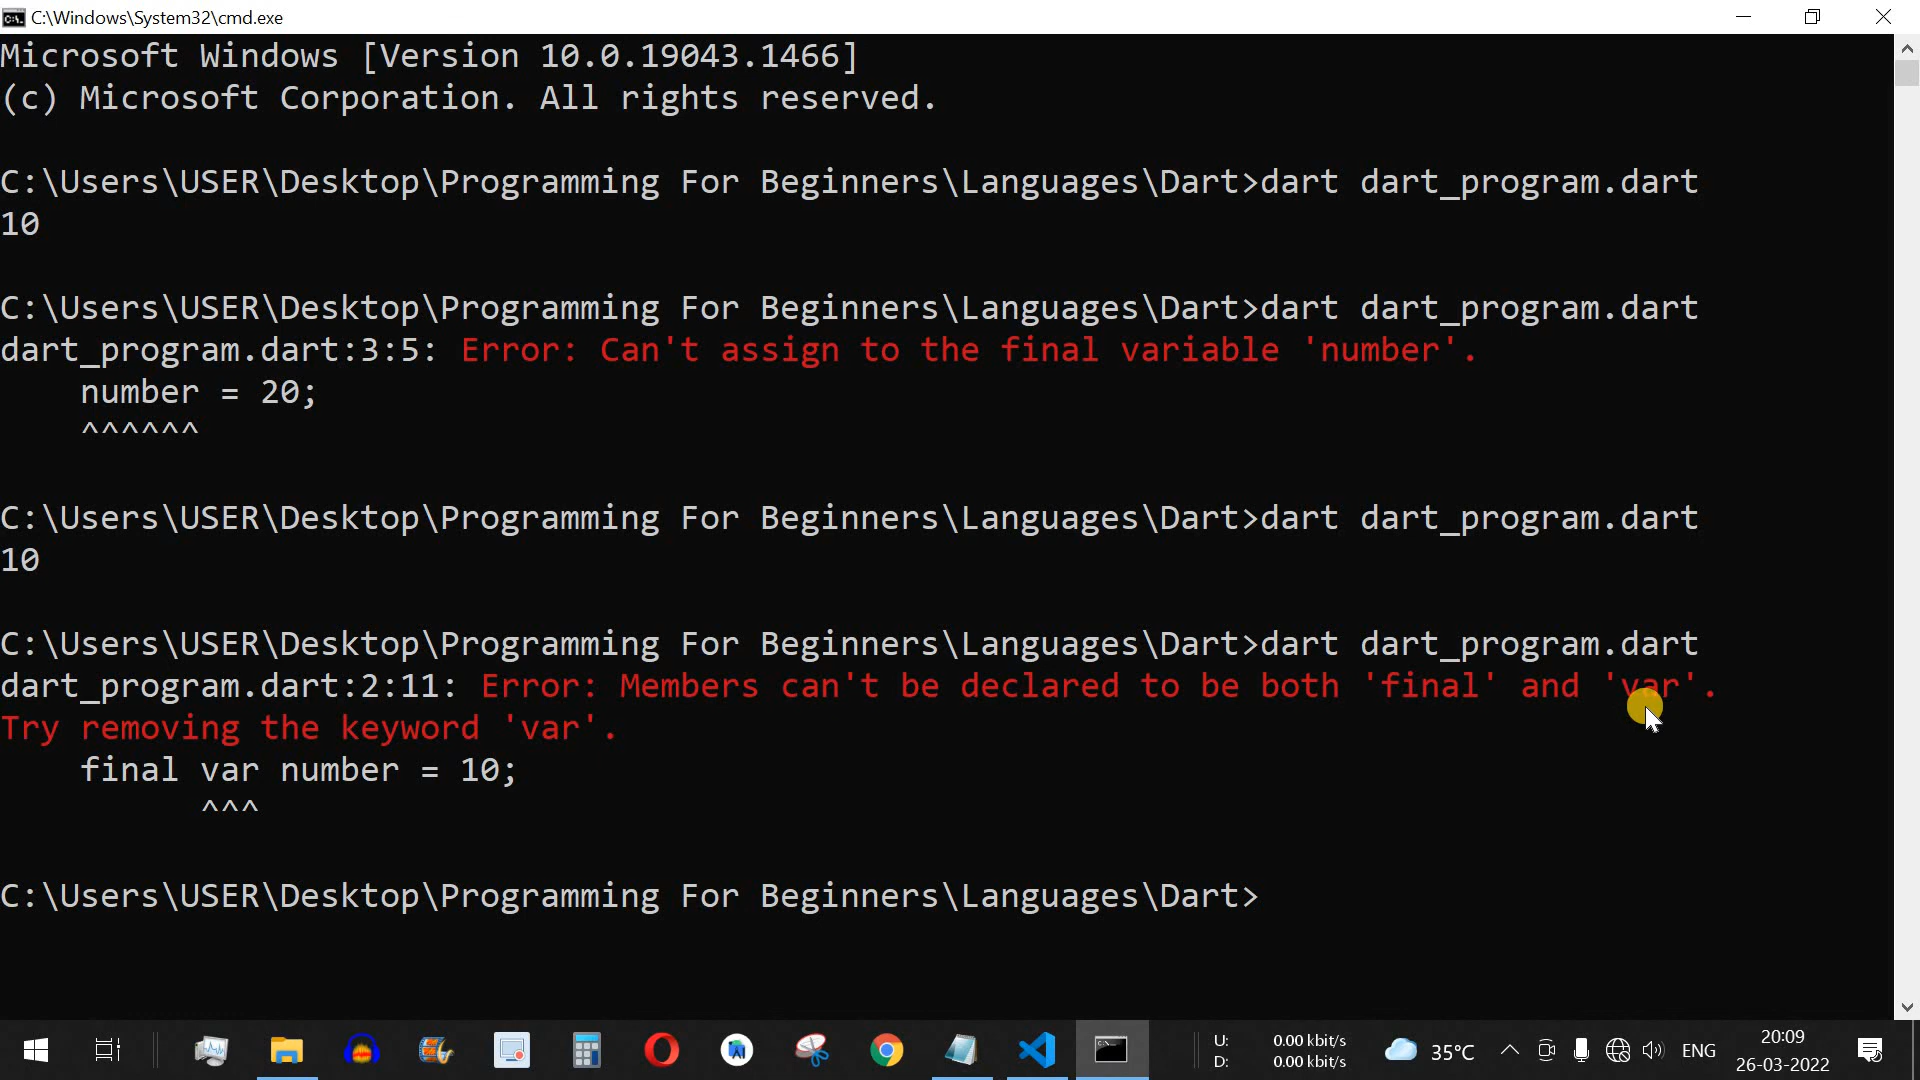 C:\Windows\System32\cmd.exe
Microsoft Windows [Version 10.0.19043.1466]
(c) Microsoft Corporation. All rights reserved.
C:\Users\USER\Desktop\Programming For Beginners\Languages\Dart>dart dart_program.dart
10
C:\Users\USER\Desktop\Programming For Beginners\Languages\Dart>dart dart_program.dart
dart_program.dart:3:5: Error: Can't assign to the final variable 'number'.
    number = 20;
    ^^^^^^
C:\Users\USER\Desktop\Programming For Beginners\Languages\Dart>dart dart_program.dart
10
C:\Users\USER\Desktop\Programming For Beginners\Languages\Dart>dart dart_program.dart
dart_program.dart:2:11: Error: Members can't be declared to be both 'final' and 'var'.
Try removing the keyword 'var'.
    final var number = 10;
          ^^^
C:\Users\USER\Desktop\Programming For Beginners\Languages\Dart>
U: 0.00 kbit/s
D: 0.00 kbit/s
35°C
ENG
20:09
26-03-2022